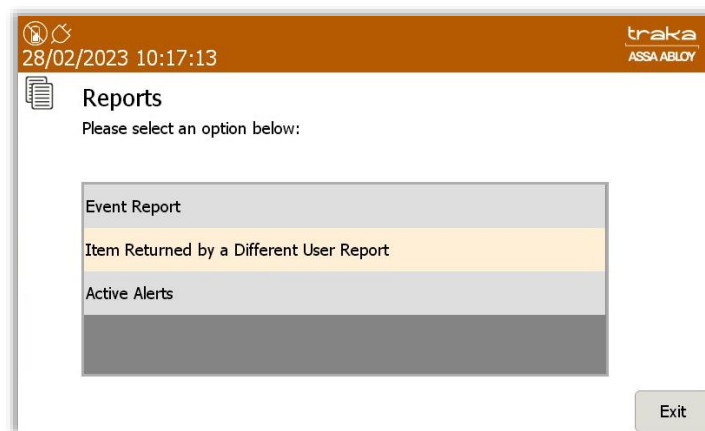 28/02/2023 10:17:13
traka
ASSA ABLOY
Reports
Please select an option below:
Event Report
Item Returned by a Different User Report
Active Alerts
Exit